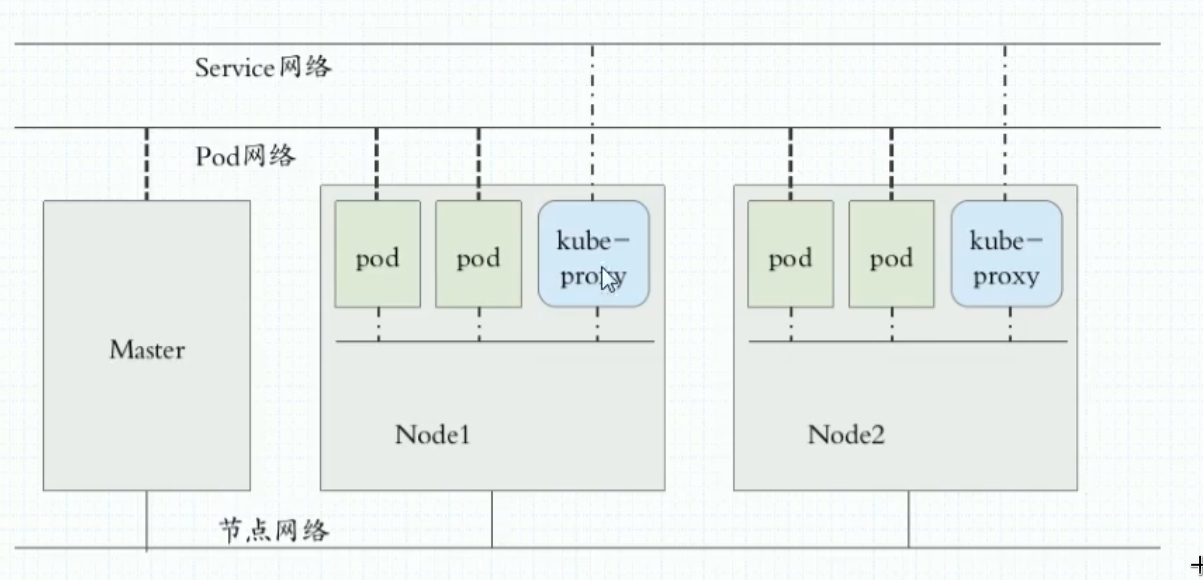 Service网络
Pod网络
pod
pod
kube-
proxy
pod
pod
kube-
proxy
Master
Node1
Node2
节点网络